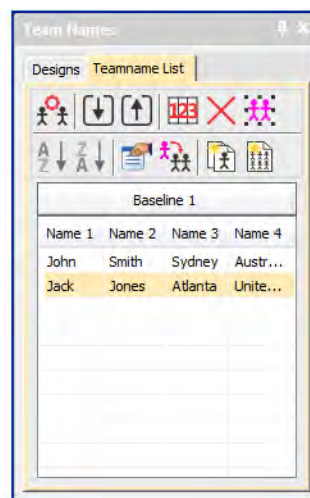 Team Names
Designs Teamname List
123
A Z Z A
Baseline 1
Name 1 Name 2 Name 3 Name 4
John Smith Sydney Austr...
Jack Jones Atlanta Unite...